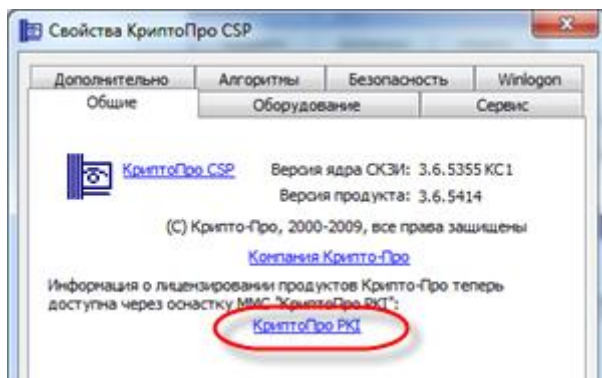 Свойства КриптоПро CSP
Дополнительно Алгоритмы Безопасность Winlogon
Общие Оборудование Сервис
КриптоПро CSP Версия ядра СКЗИ: 3.6.5355 КС1
Версия продукта: 3.6.5414
(C) Крипто-Про, 2000-2009, все права защищены
Компания Крипто-Про
Информация о лицензировании продуктов Крипто-Про теперь
доступна через оснастку MMC "КриптоПро PKI":
КриптоПро PKI